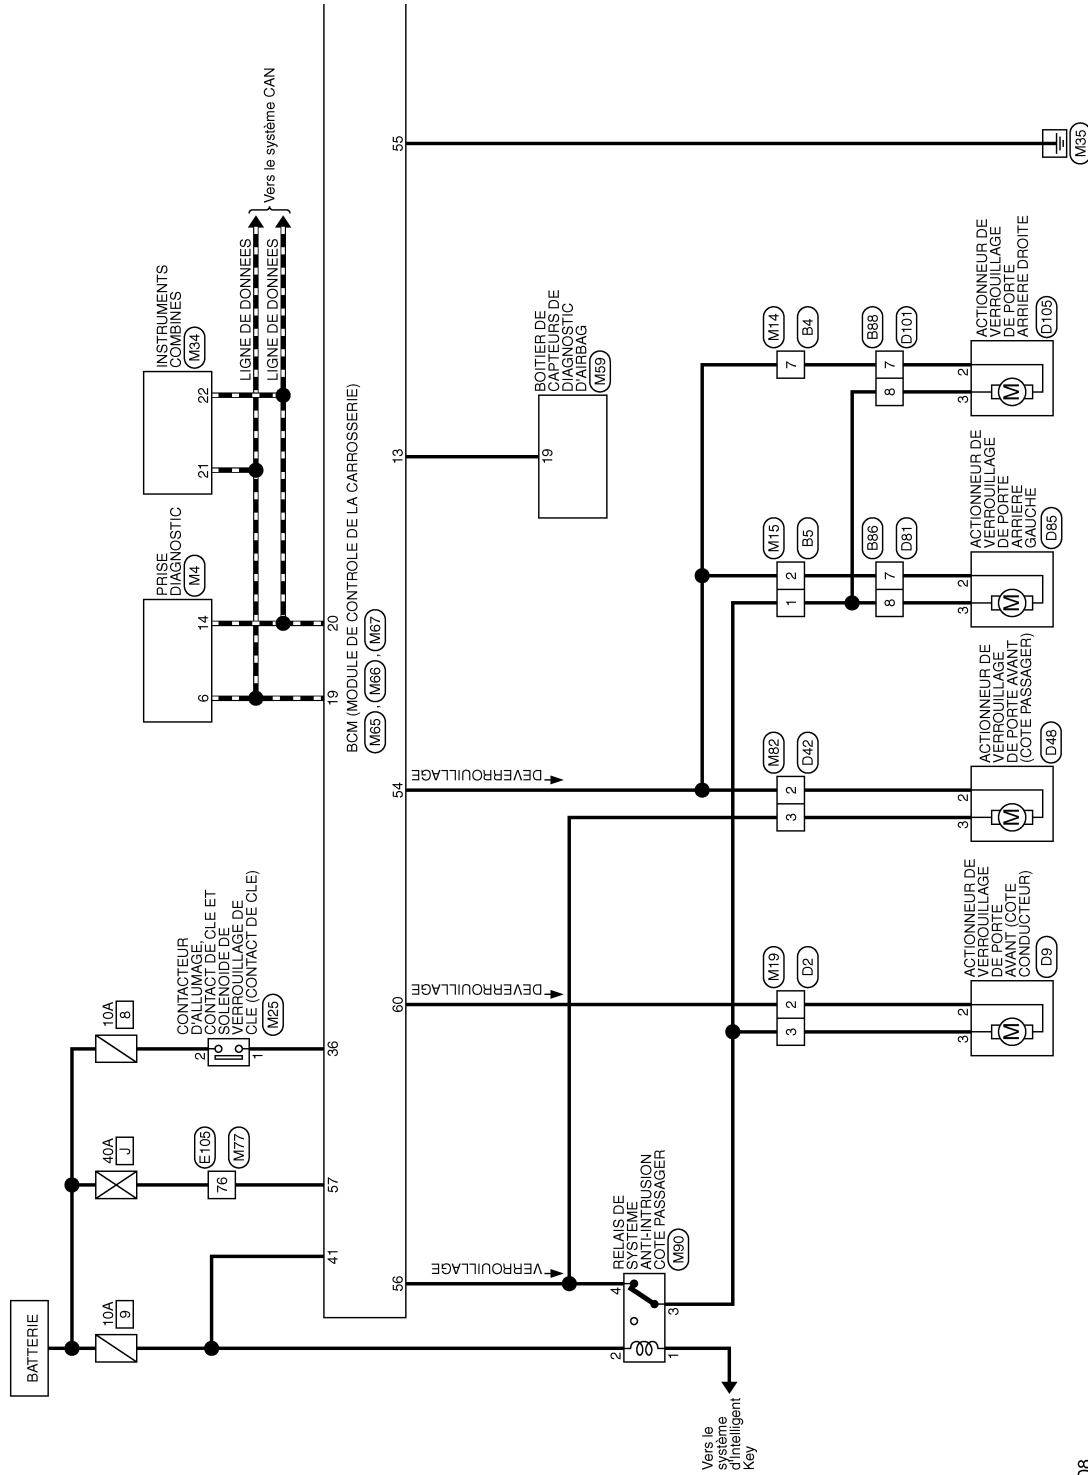 BATTERIE
10A
9
40A
J
10A
8
E105
M77
76
CONTACTEUR
D'ALLUMAGE,
CONTACT DE CLE ET
SOLENOIDE DE
VERROUILLAGE DE
CLE (CONTACT DE CLE)
M25
2
1
PRISE
DIAGNOSTIC
M4
6
14
INSTRUMENTS
COMBINES
M34
21
22
LIGNE DE DONNEES
LIGNE DE DONNEES
Vers le système CAN
41
57
36
19
20
BCM (MODULE DE CONTROLE DE LA CARROSSERIE)
M65 , M66 , M67
56
60
54
13
55
VERROUILLAGE
DEVERROUILLAGE
DEVERROUILLAGE
19
BOITIER DE
CAPTEURS DE
DIAGNOSTIC
D'AIRBAG
M59
2
4
1
3
RELAIS DE
SYSTEME
ANTI-INTRUSION
COTE PASSAGER
M90
Vers le
système
d'Intelligent
Key
3
2
M19
D2
3
2
M82
D42
1
2
M15
B5
7
M14
B4
8
7
B86
D81
8
7
B88
D101
3
2
M
ACTIONNEUR DE
VERROUILLAGE
DE PORTE
AVANT (COTE
CONDUCTEUR)
D9
3
2
M
ACTIONNEUR DE
VERROUILLAGE
DE PORTE AVANT
(COTE PASSAGER)
D48
3
2
M
ACTIONNEUR DE
VERROUILLAGE
DE PORTE
ARRIERE
GAUCHE
D85
3
2
M
ACTIONNEUR DE
VERROUILLAGE
DE PORTE
ARRIERE DROITE
D105
M35
08